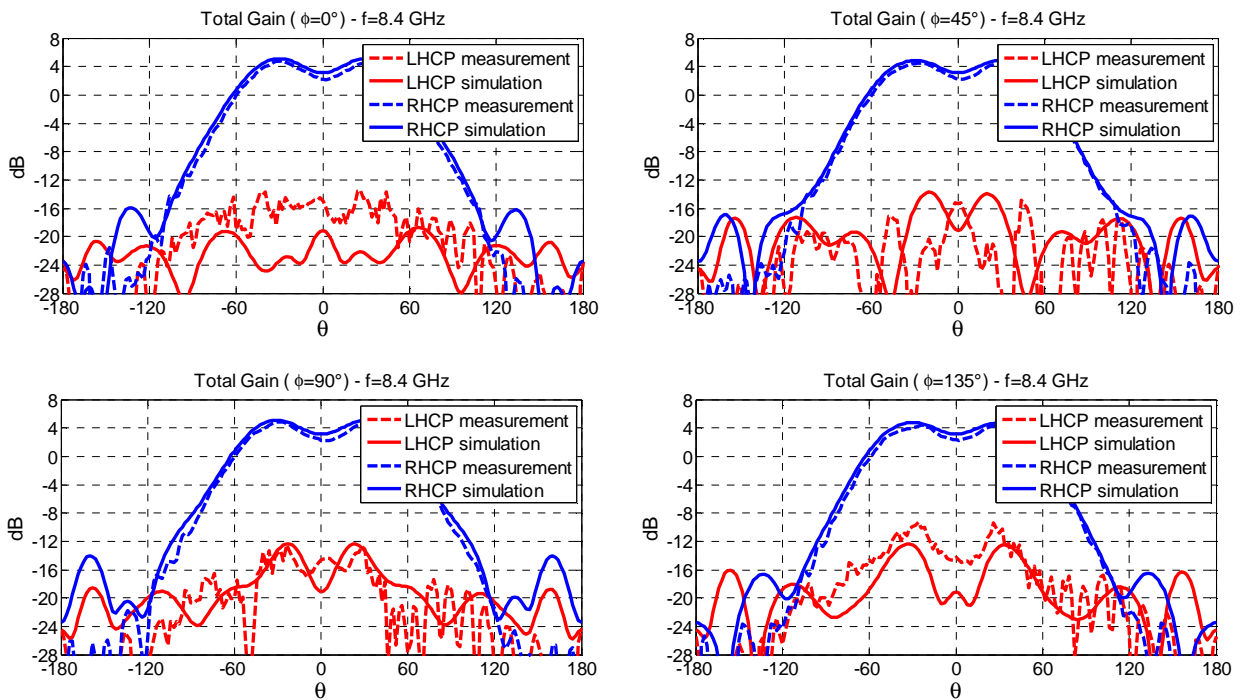 Total Gain ( ϕ=0°) - f=8.4 GHz
8
4
0
-4
-8
-12
-16
-20
-24
-28
dB
-180
-120
-60
0
60
120
180
θ
LHCP measurement
LHCP simulation
RHCP measurement
RHCP simulation
Total Gain ( ϕ=45°) - f=8.4 GHz
8
4
0
-4
-8
-12
-16
-20
-24
-28
dB
-180
-120
-60
0
60
120
180
θ
LHCP measurement
LHCP simulation
RHCP measurement
RHCP simulation
Total Gain ( ϕ=90°) - f=8.4 GHz
8
4
0
-4
-8
-12
-16
-20
-24
-28
dB
-180
-120
-60
0
60
120
180
θ
LHCP measurement
LHCP simulation
RHCP measurement
RHCP simulation
Total Gain ( ϕ=135°) - f=8.4 GHz
8
4
0
-4
-8
-12
-16
-20
-24
-28
dB
-180
-120
-60
0
60
120
180
θ
LHCP measurement
LHCP simulation
RHCP measurement
RHCP simulation